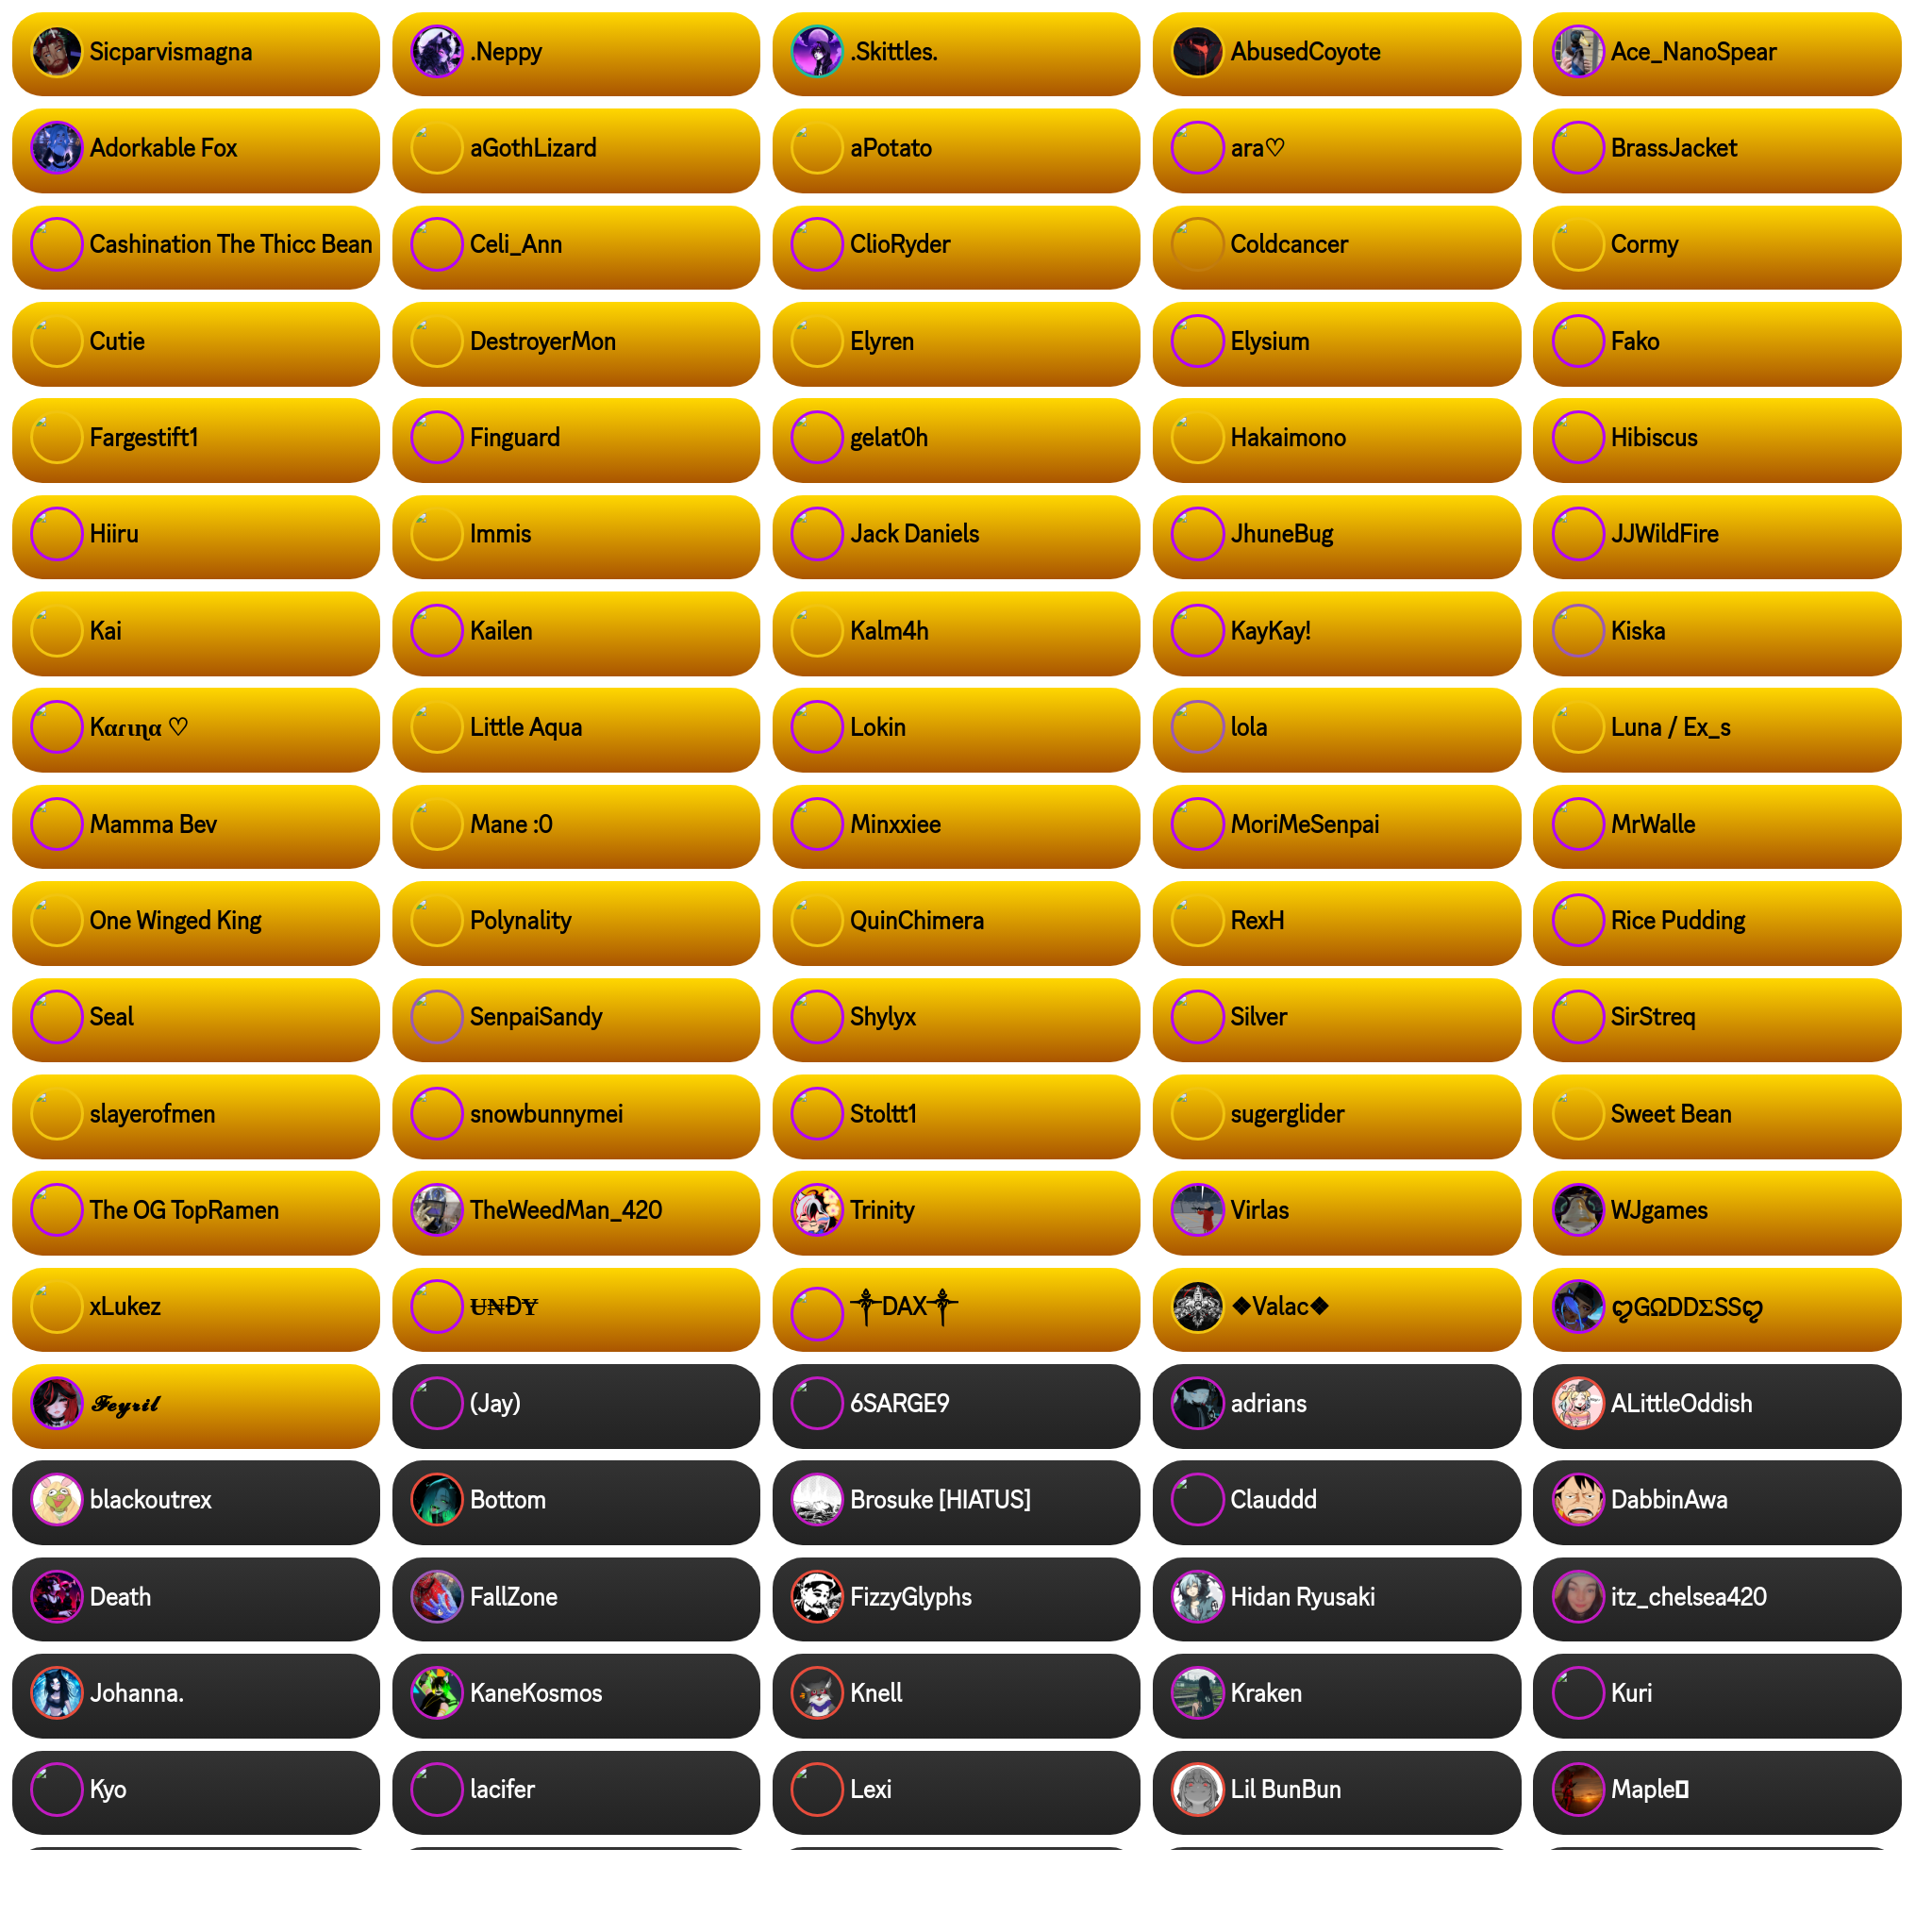 Sicparvismagna
.Neppy
.Skittles.
AbusedCoyote
Ace_NanoSpear
Adorkable Fox
aGothLizard
aPotato
ara♡
BrassJacket
Cashination The Thicc Bean
Celi_Ann
ClioRyder
Coldcancer
Cormy
Cutie
DestroyerMon
Elyren
Elysium
Fako
Fargestift1
Finguard
gelat0h
Hakaimono
Hibiscus
Hiiru
Immis
Jack Daniels
JhuneBug
JJWildFire
Kai
Kailen
Kalm4h
KayKay!
Kiska
Kαɾιɳα ♡
Little Aqua
Lokin
lola
Luna / Ex_s
Mamma Bev
Mane :0
Minxxiee
MoriMeSenpai
MrWalle
One Winged King
Polynality
QuinChimera
RexH
Rice Pudding
Seal
SenpaiSandy
Shylyx
Silver
SirStreq
slayerofmen
snowbunnymei
Stoltt1
sugerglider
Sweet Bean
The OG TopRamen
TheWeedMan_420
Trinity
Virlas
WJgames
xLukez
U̶N̶ĐY̶
༒DAX༒
❖Valac❖
ღGΩDDΣSSღ
𝓕𝓮𝔂𝓻𝓲𝓵
(Jay)
6SARGE9
adrians
ALittleOddish
blackoutrex
Bottom
Brosuke [HIATUS]
Clauddd
DabbinAwa
Death
FallZone
FizzyGlyphs
Hidan Ryusaki
itz_chelsea420
Johanna.
KaneKosmos
Knell
Kraken
Kuri
Kyo
lacifer
Lexi
Lil BunBun
Maple